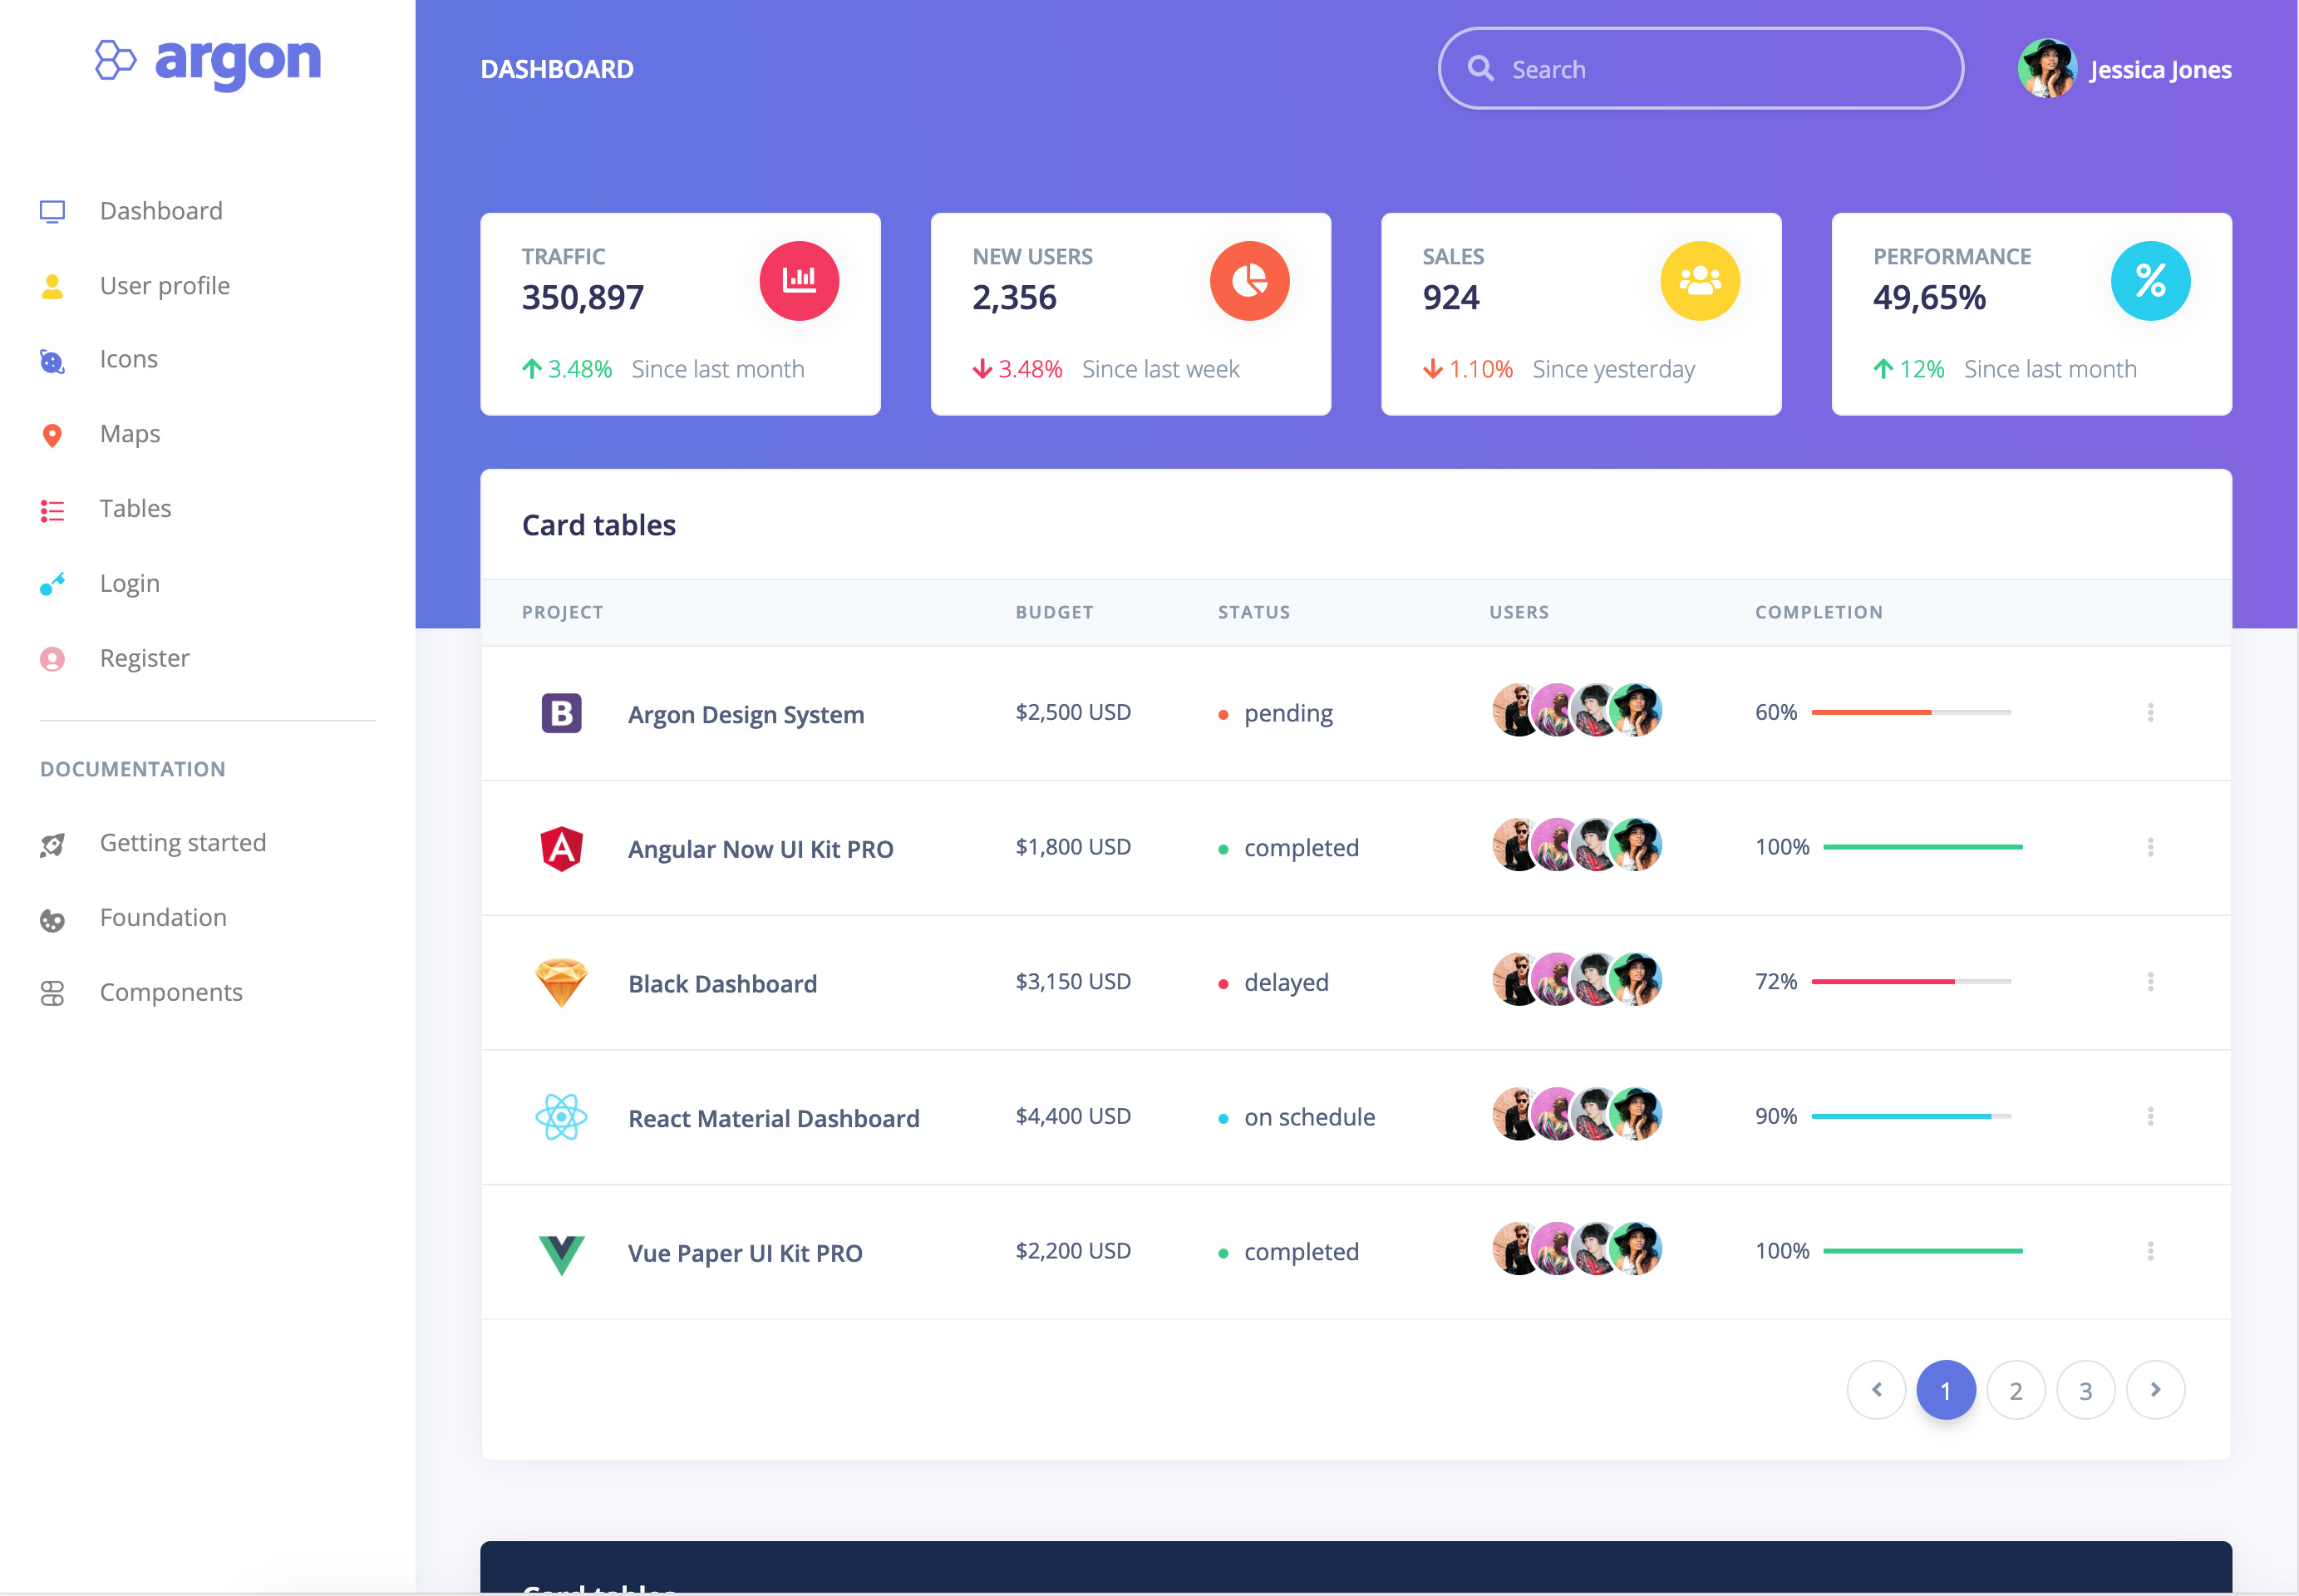 argon
Dashboard
User profile
Icons
Maps
Tables
Login
Register
DOCUMENTATION
Getting started
Foundation
Components
DASHBOARD
Search
Jessica Jones
TRAFFIC
350,897
3.48% Since last month
NEW USERS
2,356
3.48% Since last week
SALES
924
1.10% Since yesterday
PERFORMANCE
49,65%
12% Since last month
Card tables
PROJECT BUDGET STATUS USERS COMPLETION
B Argon Design System $2,500 USD pending 60%
A Angular Now UI Kit PRO $1,800 USD completed 100%
Black Dashboard $3,150 USD delayed 72%
React Material Dashboard $4,400 USD on schedule 90%
Vue Paper UI Kit PRO $2,200 USD completed 100%
1 2 3
Card tables